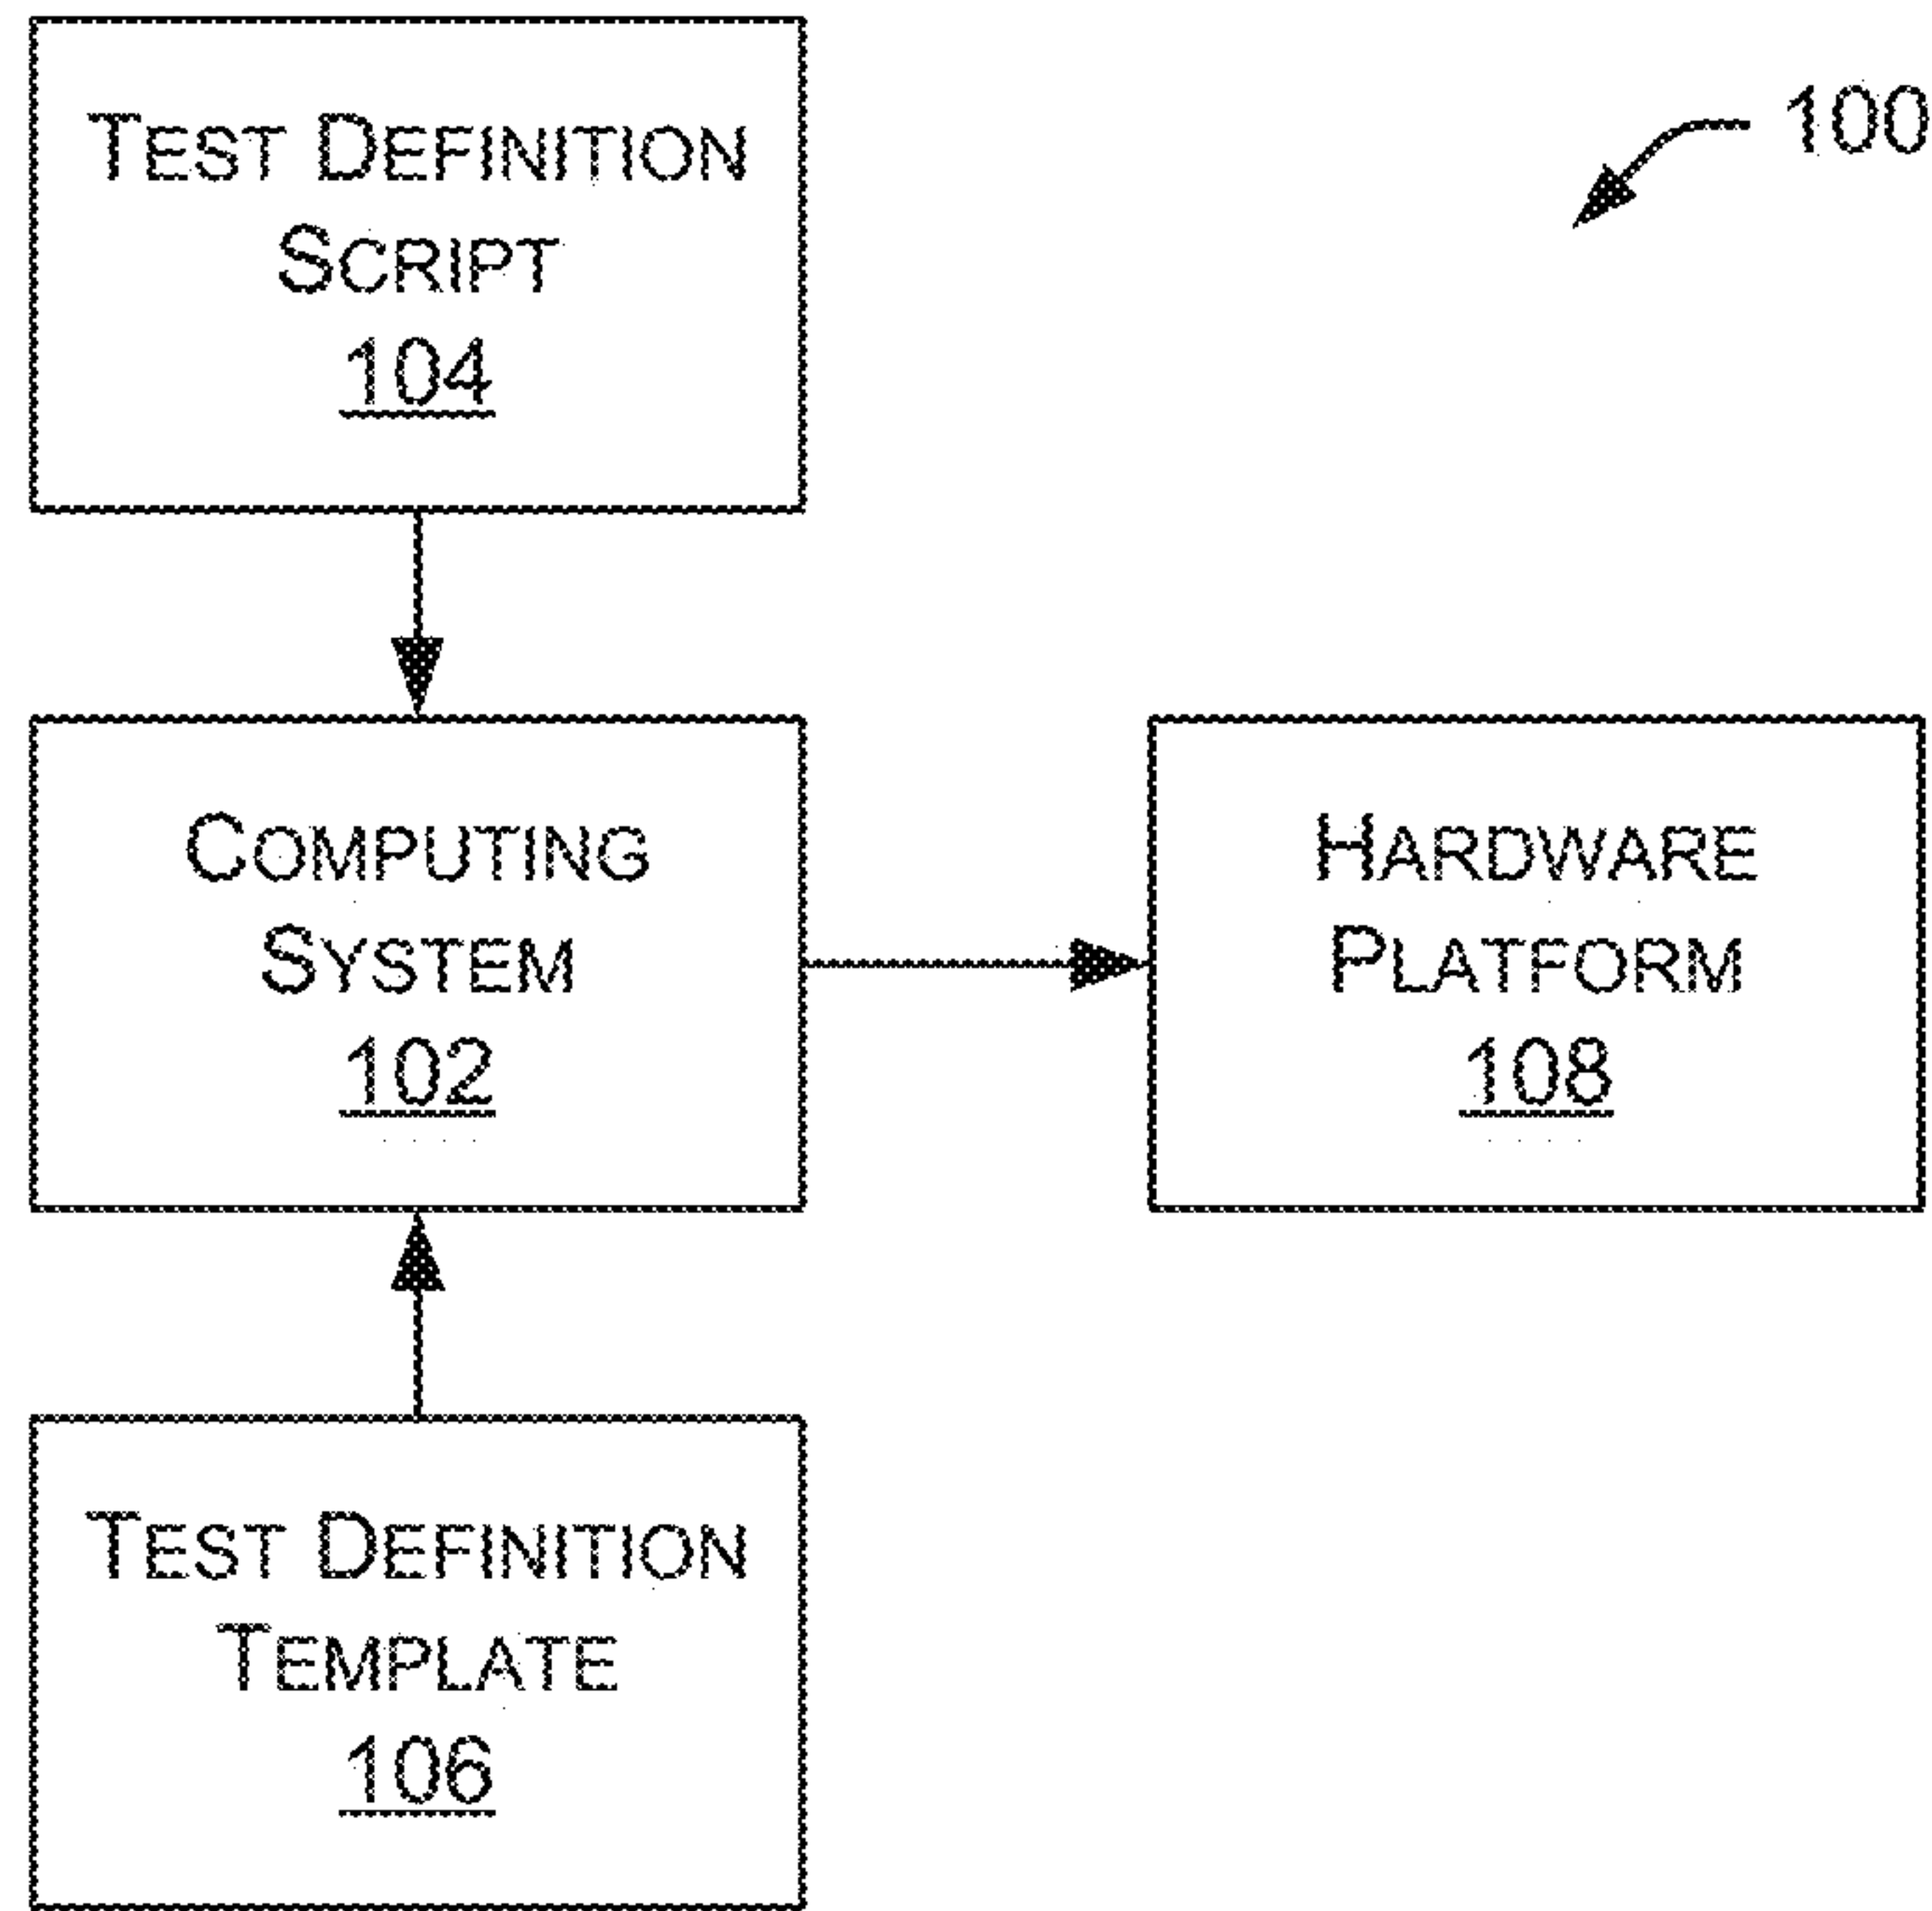 TEST DEFINITION
SCRIPT
104
100
COMPUTING
SYSTEM
102
HARDWARE
PLATFORM
108
TEST DEFINITION
TEMPLATE
106